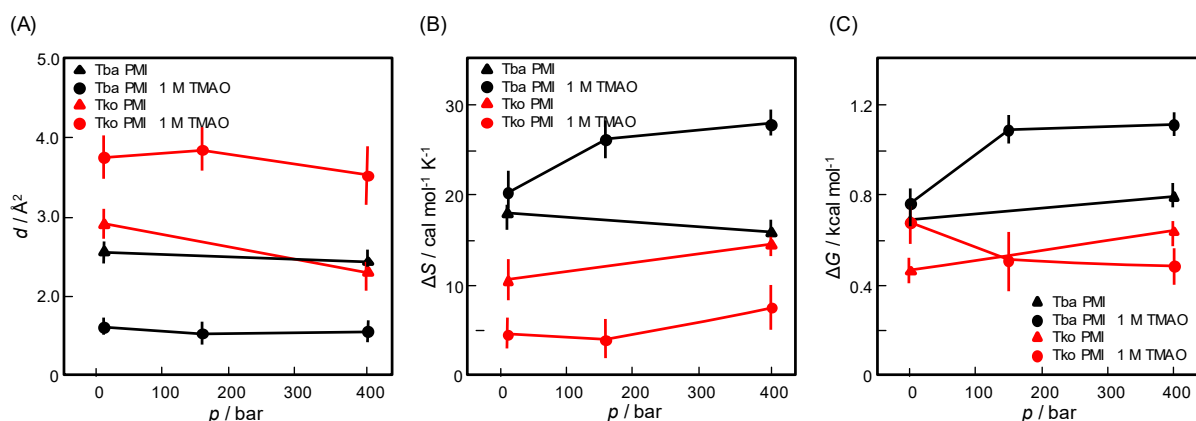 (A)
d / Å²
5.0
4.0
3.0
2.0
0
Tba PMI
Tba PMI 1 M TMAO
Tko PMI
Tko PMI 1 M TMAO
0 100 200 300 400
p / bar
(B)
ΔS / cal mol⁻¹ K⁻¹
30
20
10
0
Tba PMI
Tba PMI 1 M TMAO
Tko PMI
Tko PMI 1 M TMAO
0 100 200 300 400
p / bar
(C)
ΔG / kcal mol⁻¹
1.2
0.8
0.4
0
Tba PMI
Tba PMI 1 M TMAO
Tko PMI
Tko PMI 1 M TMAO
0 100 200 300 400
p / bar